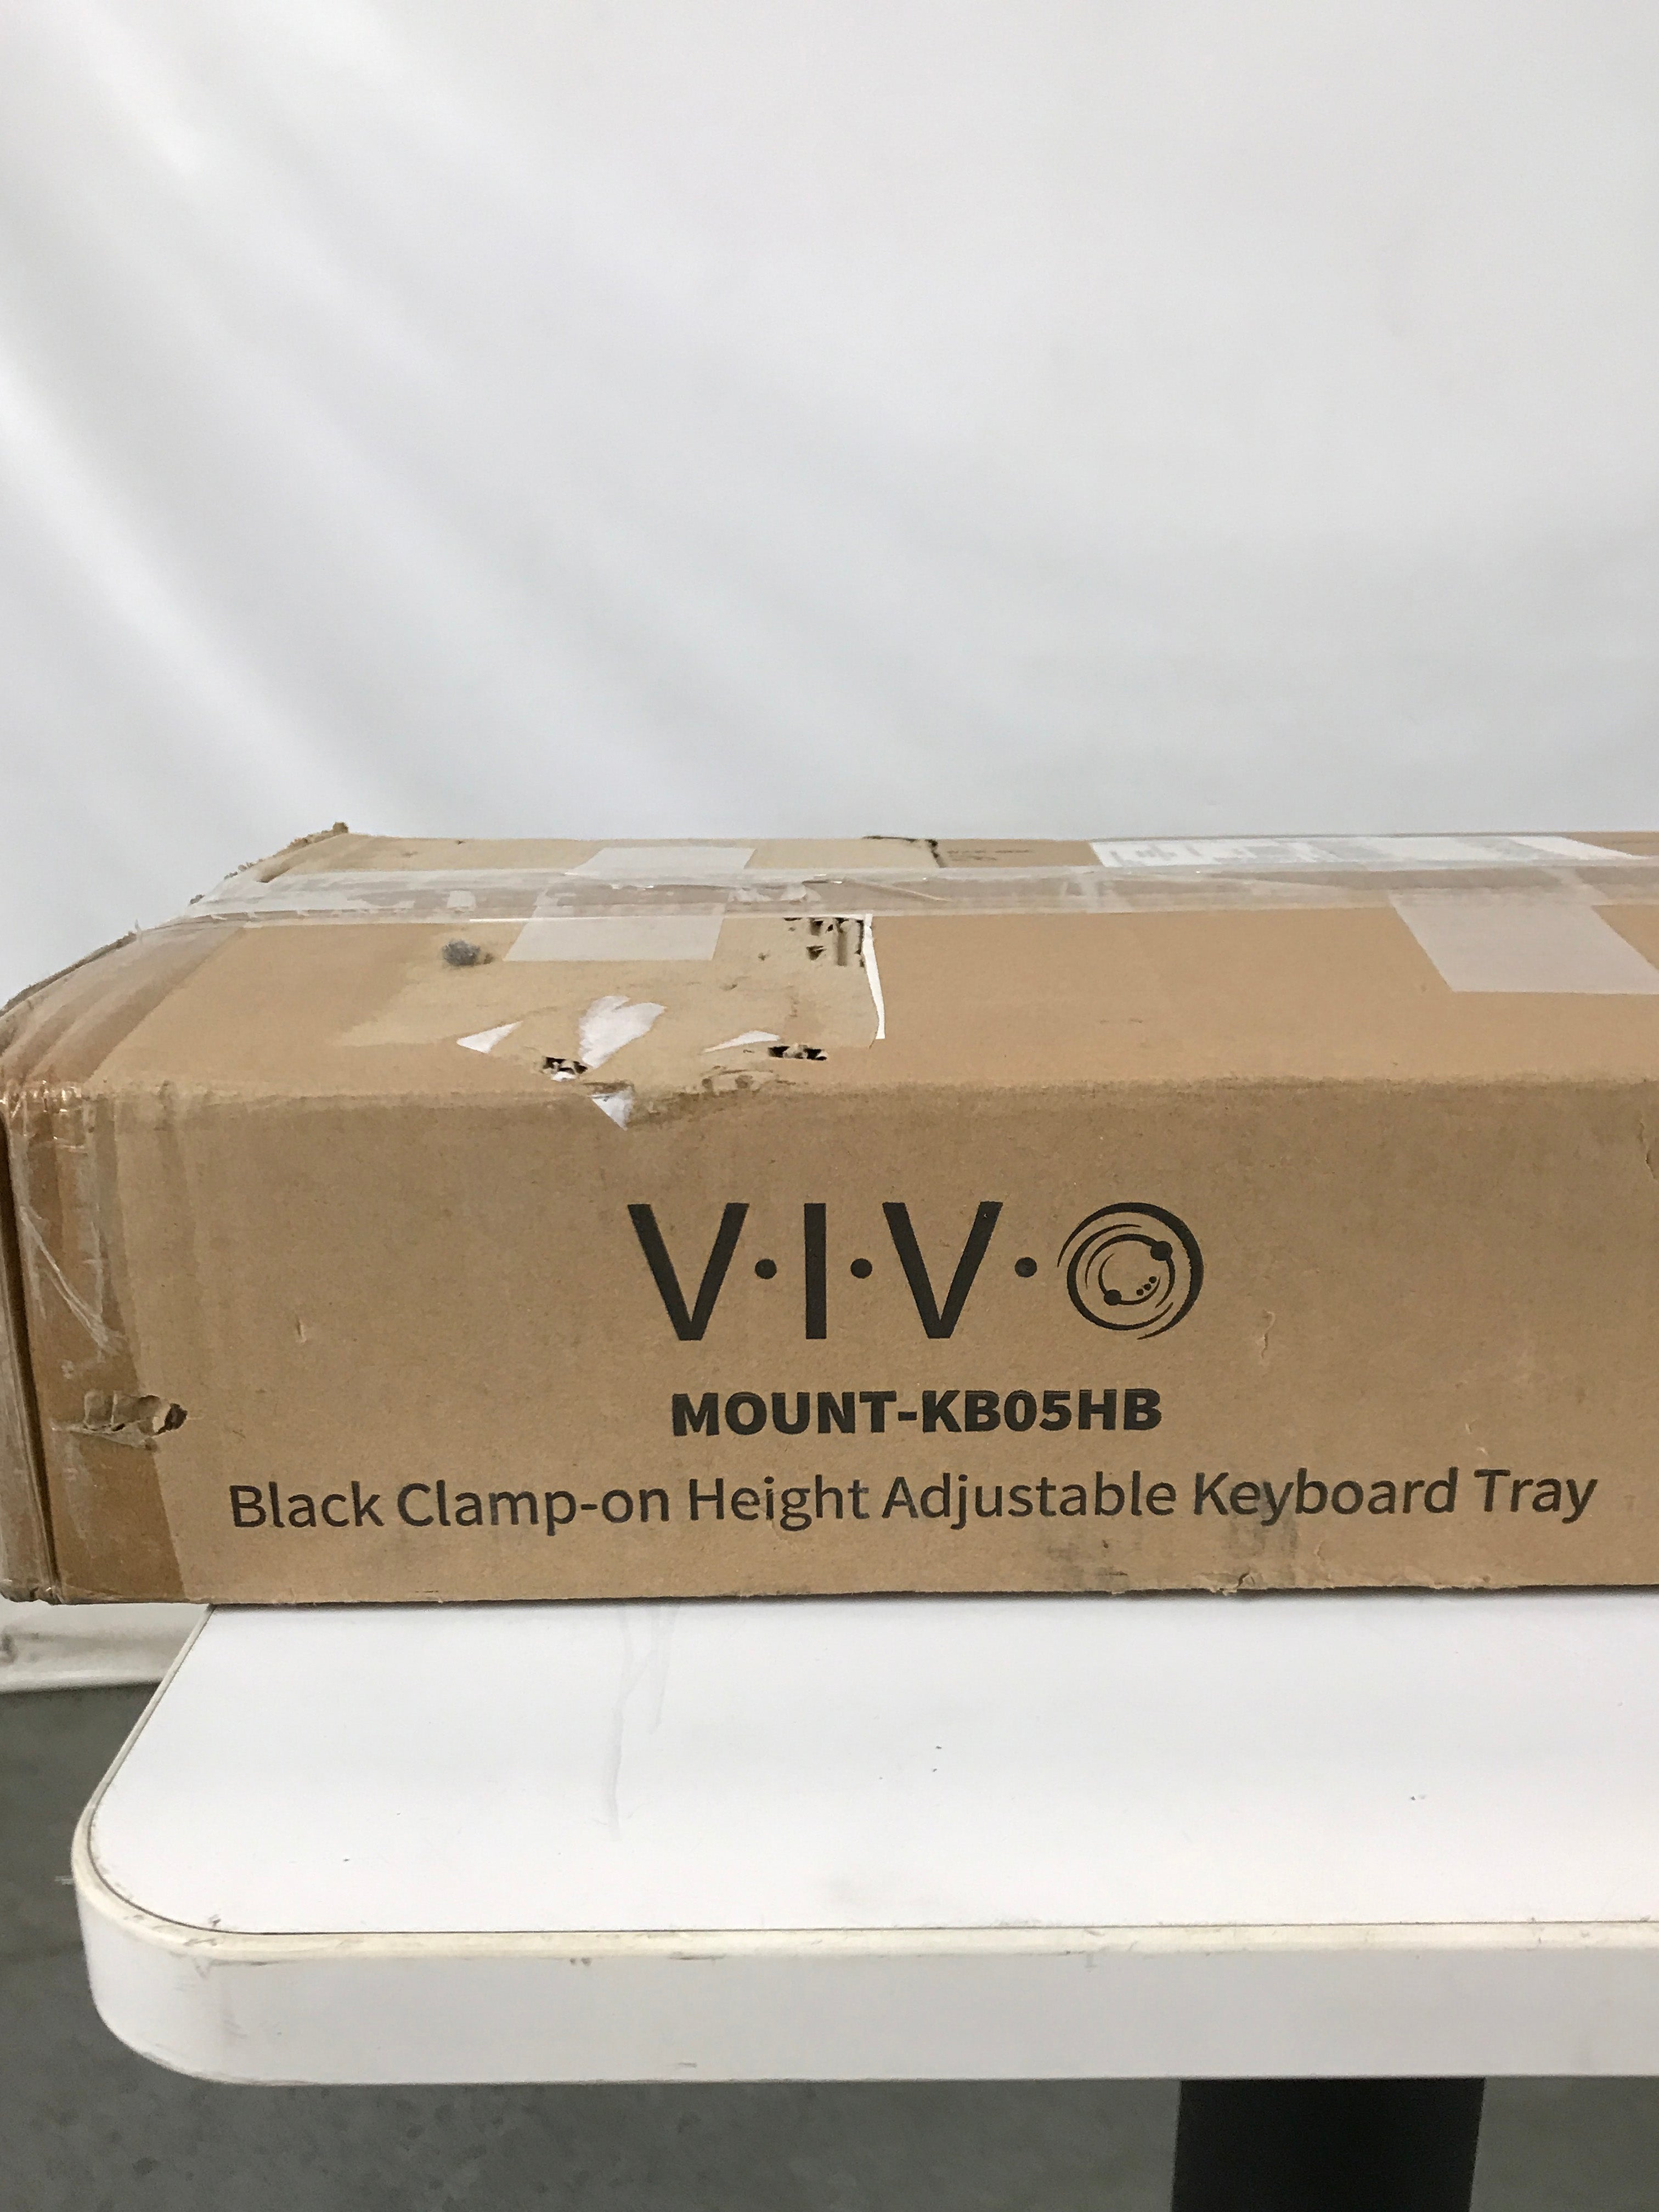 V·I·V·O
MOUNT-KB05HB
Black Clamp-on Height Adjustable Keyboard Tray